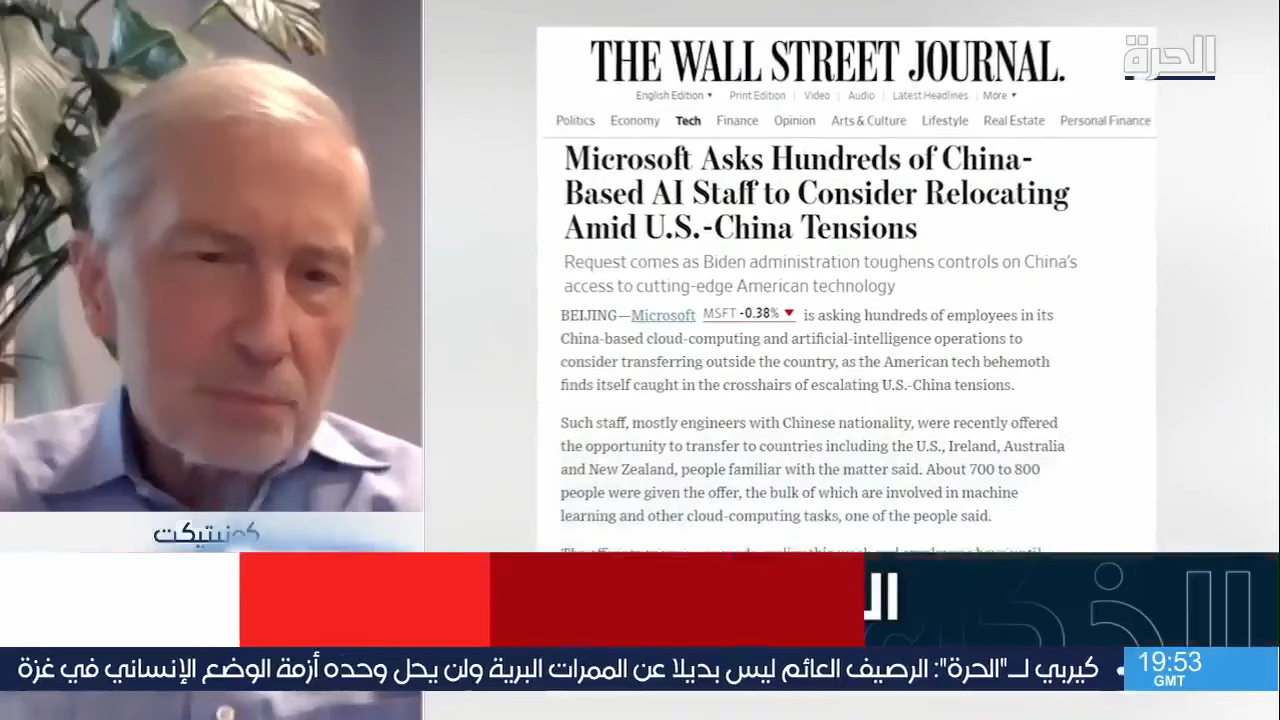 الحرة
THE WALL STREET JOURNAL.
English Edition ▾ Print Edition | Video | Audio | Latest Headlines | More ▾
Politics Economy Tech Finance Opinion Arts & Culture Lifestyle Real Estate Personal Finance
Microsoft Asks Hundreds of China-
Based AI Staff to Consider Relocating
Amid U.S.-China Tensions
Request comes as Biden administration toughens controls on China's
access to cutting-edge American technology
BEIJING—Microsoft MSFT -0.38% ▼ is asking hundreds of employees in its
China-based cloud-computing and artificial-intelligence operations to
consider transferring outside the country, as the American tech behemoth
finds itself caught in the crosshairs of escalating U.S.-China tensions.
Such staff, mostly engineers with Chinese nationality, were recently offered
the opportunity to transfer to countries including the U.S., Ireland, Australia
and New Zealand, people familiar with the matter said. About 700 to 800
people were given the offer, the bulk of which are involved in machine
learning and other cloud-computing tasks, one of the people said.
كونيتيكت
• كيربي لـ"الحرة": الرصيف العائم ليس بديلا عن الممرات البرية ولن يحل وحده أزمة الوضع الإنساني في غزة
19:53
GMT